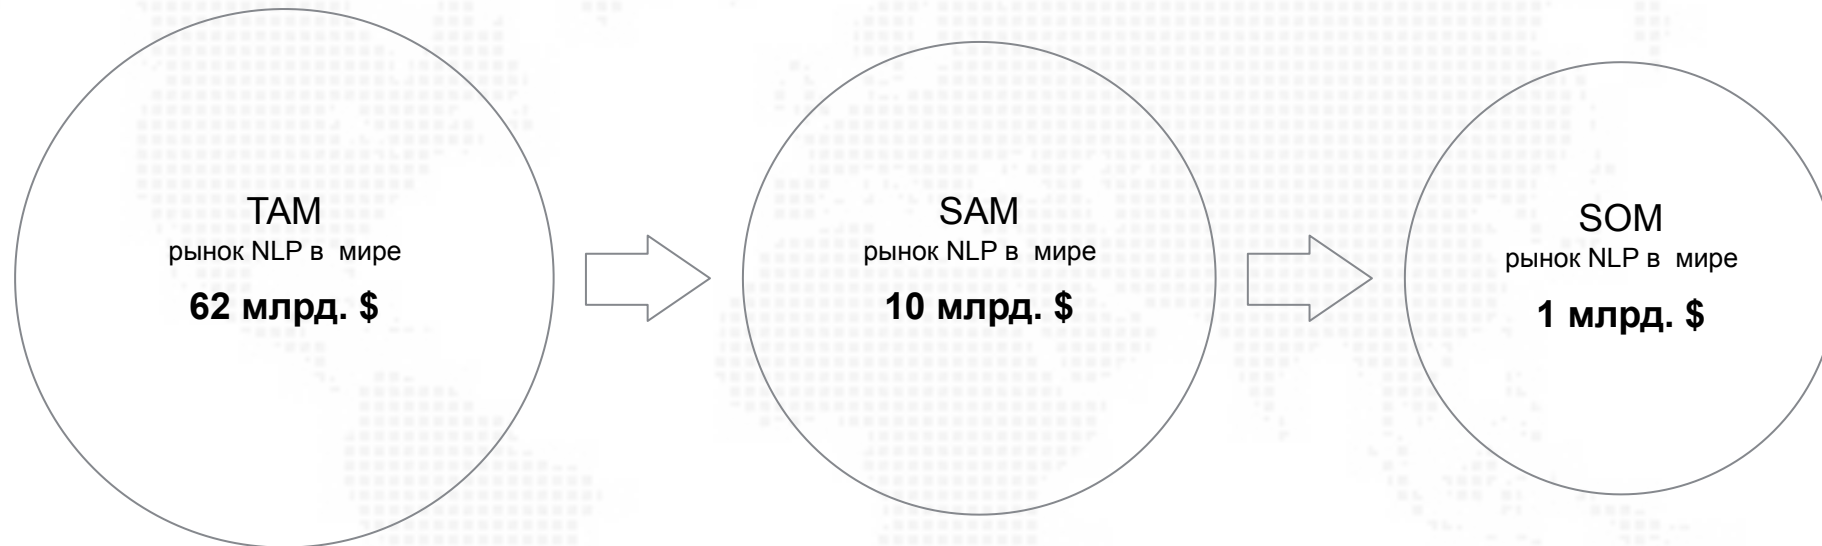 TAM
рынок NLP в  мире
62 млрд. $
SAM
рынок NLP в  мире
10 млрд. $
SOM
рынок NLP в  мире
1 млрд. $